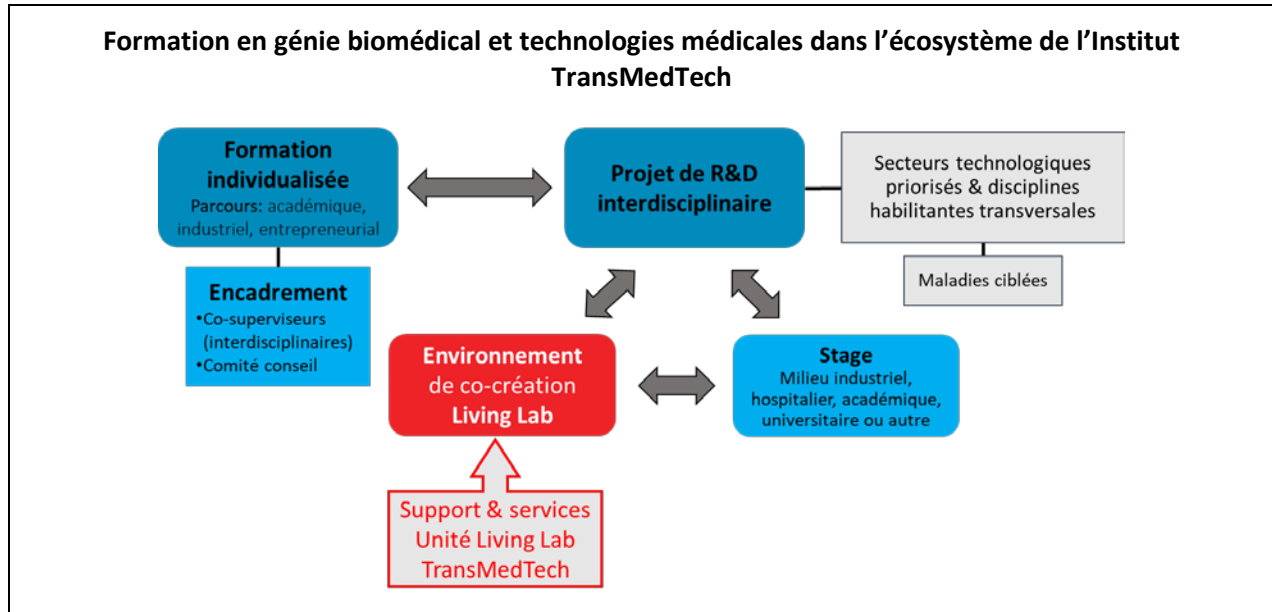 Formation en génie biomédical et technologies médicales dans l’écosystème de l’Institut
TransMedTech
Formation
individualisée
Parcours: académique,
industriel, entrepreneurial
Projet de R&D
interdisciplinaire
Secteurs technologiques
priorisés & disciplines
habilitantes transversales
Maladies ciblées
Encadrement
•Co-superviseurs
(interdisciplinaires)
•Comité conseil
Environnement
de co-création
Living Lab
Stage
Milieu industriel,
hospitalier, académique,
universitaire ou autre
Support & services
Unité Living Lab
TransMedTech